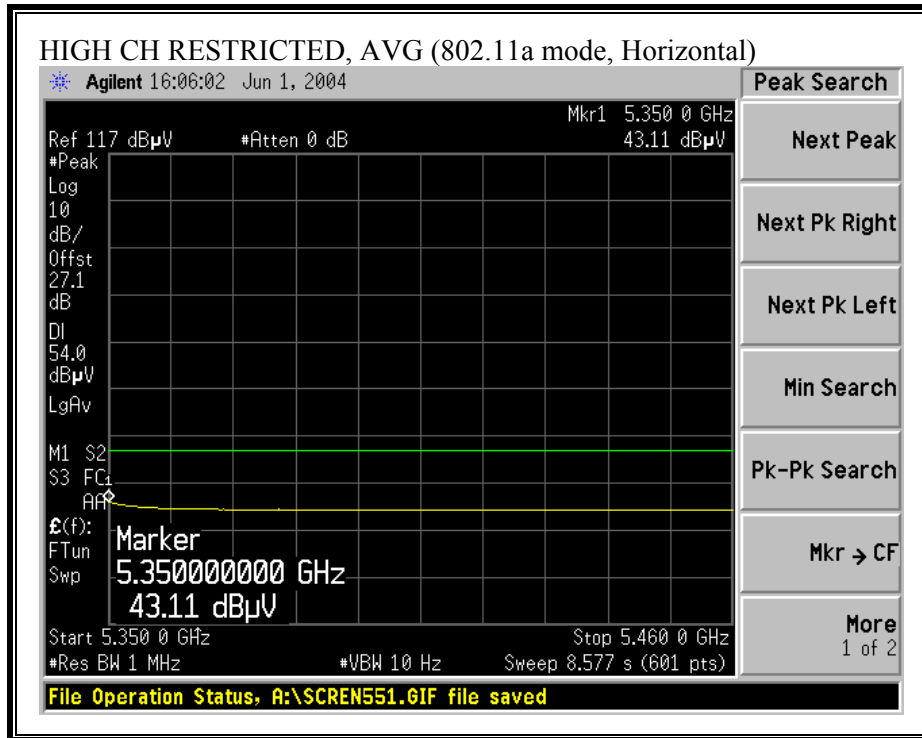 HIGH CH RESTRICTED, AVG (802.11a mode, Horizontal)
Agilent 16:06:02 Jun 1, 2004
Peak Search
Mkr1 5.350 0 GHz
Ref 117 dBµV #Atten 0 dB 43.11 dBµV
Next Peak
#Peak
Log
10
dB/
Next Pk Right
Offst
27.1
dB
Next Pk Left
DI
54.0
dBµV
Min Search
LgAv
M1 S2
S3 FC
AA
1
Pk-Pk Search
£(f):
FTun
Swp
Marker
5.350000000 GHz
43.11 dBµV
Mkr → CF
Start 5.350 0 GHz Stop 5.460 0 GHz
#Res BW 1 MHz #VBW 10 Hz Sweep 8.577 s (601 pts)
More
1 of 2
File Operation Status, A:\SCREN551.GIF file saved